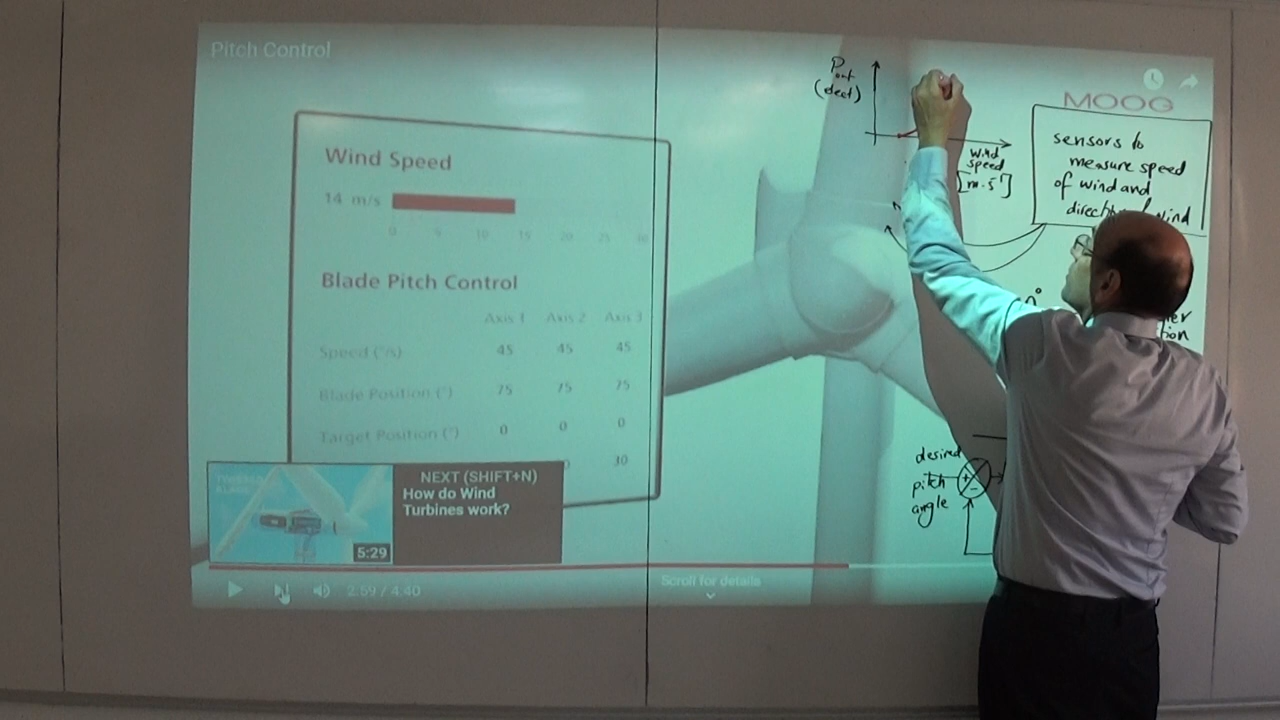 Pitch Control
MOOG
Wind Speed
14 m/s
0 5 10 15 20 25 30
Blade Pitch Control
Axis 1 Axis 2 Axis 3
Speed (°/s) 45 45 45
Blade Position (°) 75 75 75
Target Position (°) 0 0 0
30
NEXT (SHIFT+N)
How do Wind
Turbines work?
5:29
2:59 / 4:40
Scroll for details
Pout
(elect)
wind
speed
[m.s⁻¹]
sensors to
measure speed
of wind and
wind
desired
pitch
angle
+
-